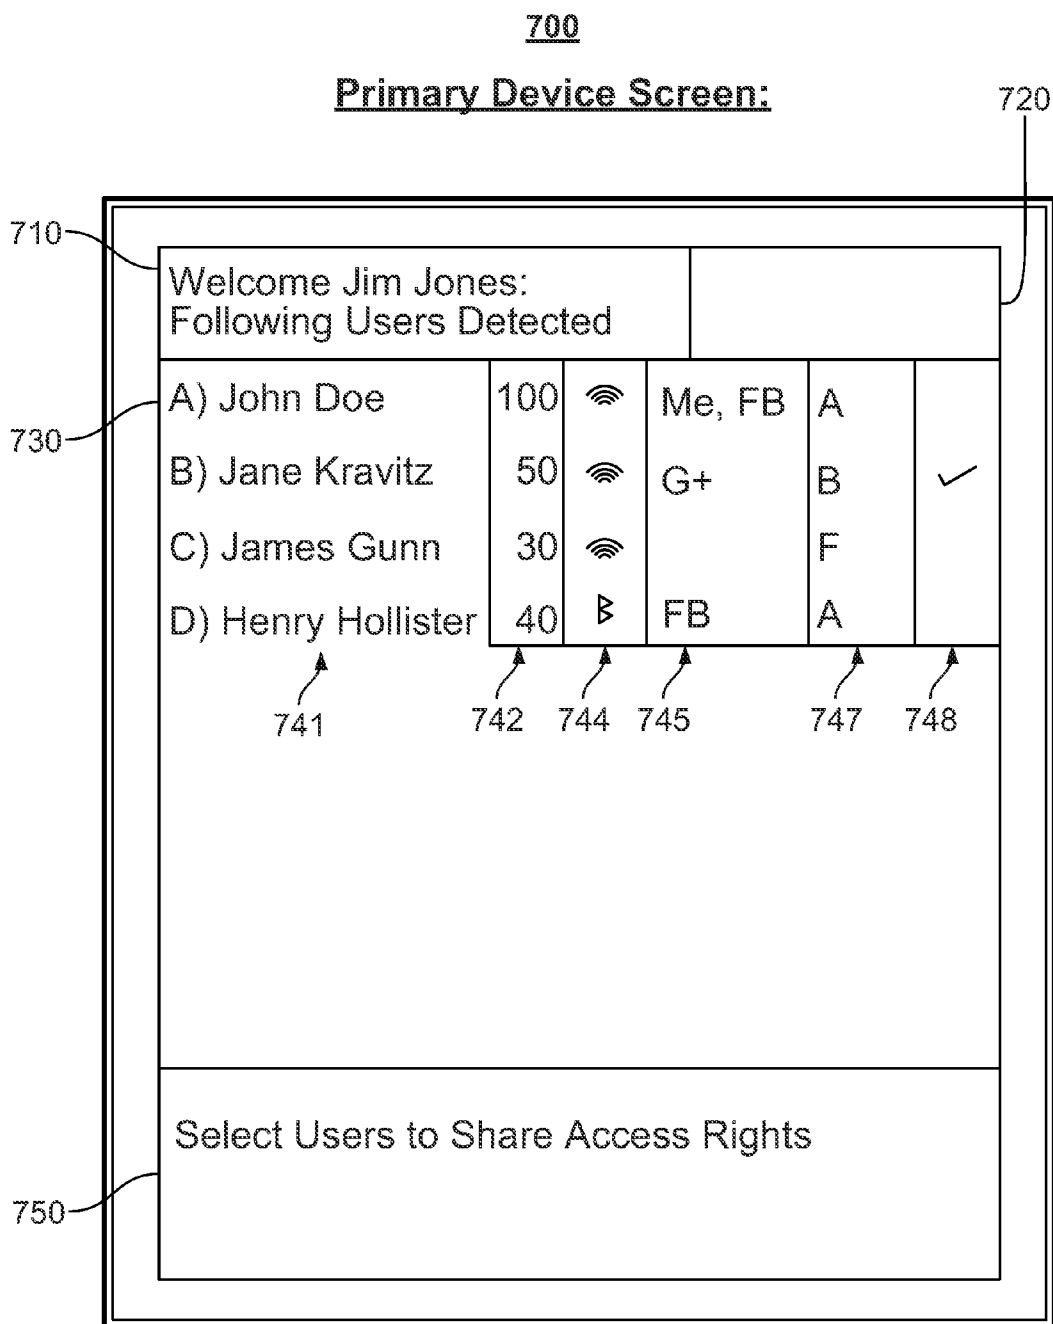 700
Primary Device Screen:
720
710
Welcome Jim Jones:
Following Users Detected
730
A) John Doe 100 Me, FB A
B) Jane Kravitz 50 G+ B
C) James Gunn 30 F
D) Henry Hollister 40 FB A
741 742 744 745 747 748
Select Users to Share Access Rights
750